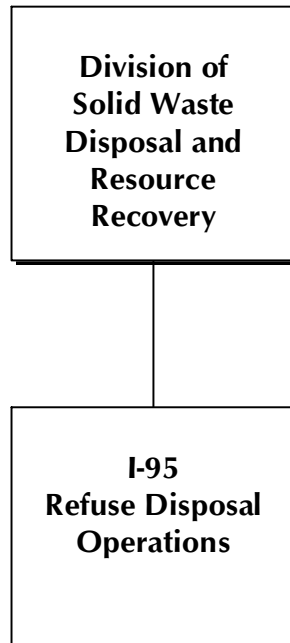 Division of
Solid Waste
Disposal and
Resource
Recovery
I-95
Refuse Disposal
Operations